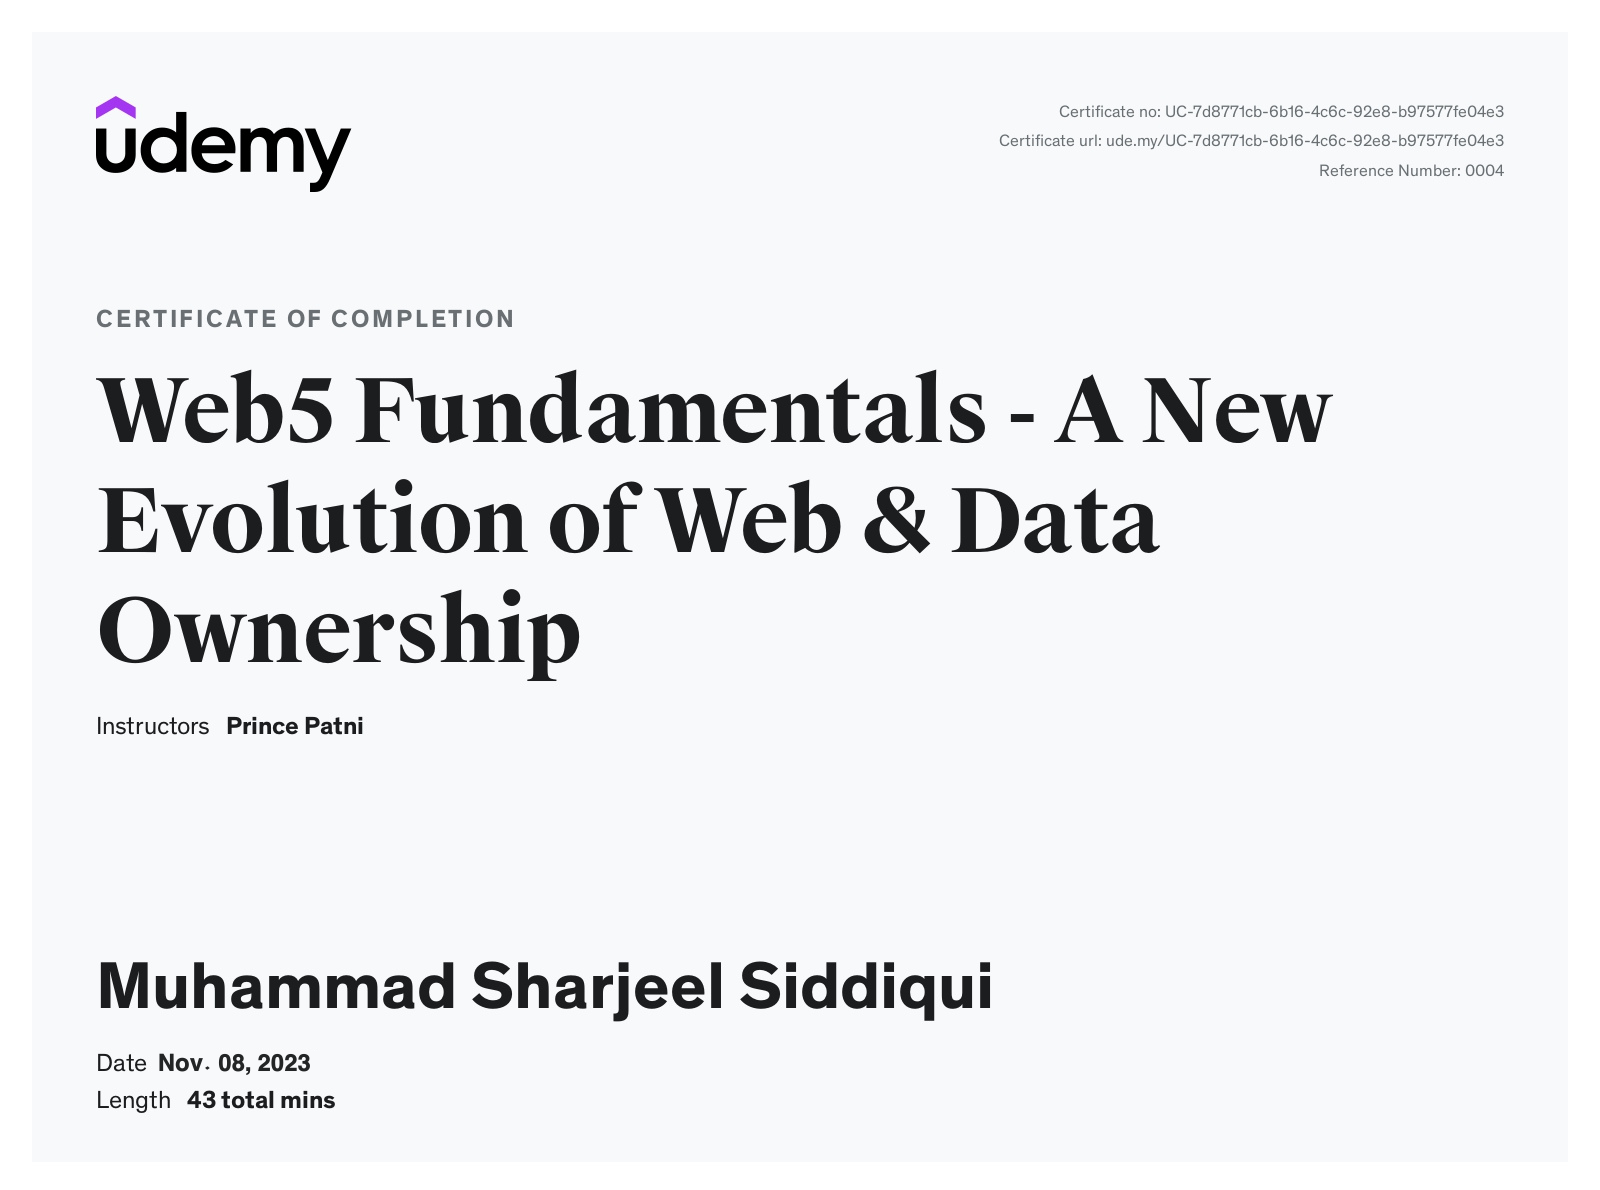 udemy
Certificate no: UC-7d8771cb-6b16-4c6c-92e8-b97577fe04e3
Certificate url: ude.my/UC-7d8771cb-6b16-4c6c-92e8-b97577fe04e3
Reference Number: 0004
CERTIFICATE OF COMPLETION
Web5 Fundamentals - A New
Evolution of Web & Data
Ownership
Instructors Prince Patni
Muhammad Sharjeel Siddiqui
Date Nov. 08, 2023
Length 43 total mins